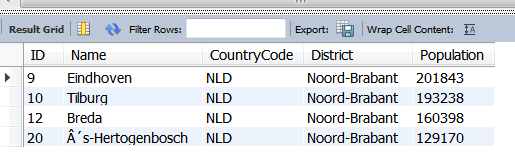 Result Grid Filter Rows: Export: Wrap Cell Content:
ID Name CountryCode District Population
9 Eindhoven NLD Noord-Brabant 201843
10 Tilburg NLD Noord-Brabant 193238
12 Breda NLD Noord-Brabant 160398
20 Â´s-Hertogenbosch NLD Noord-Brabant 129170